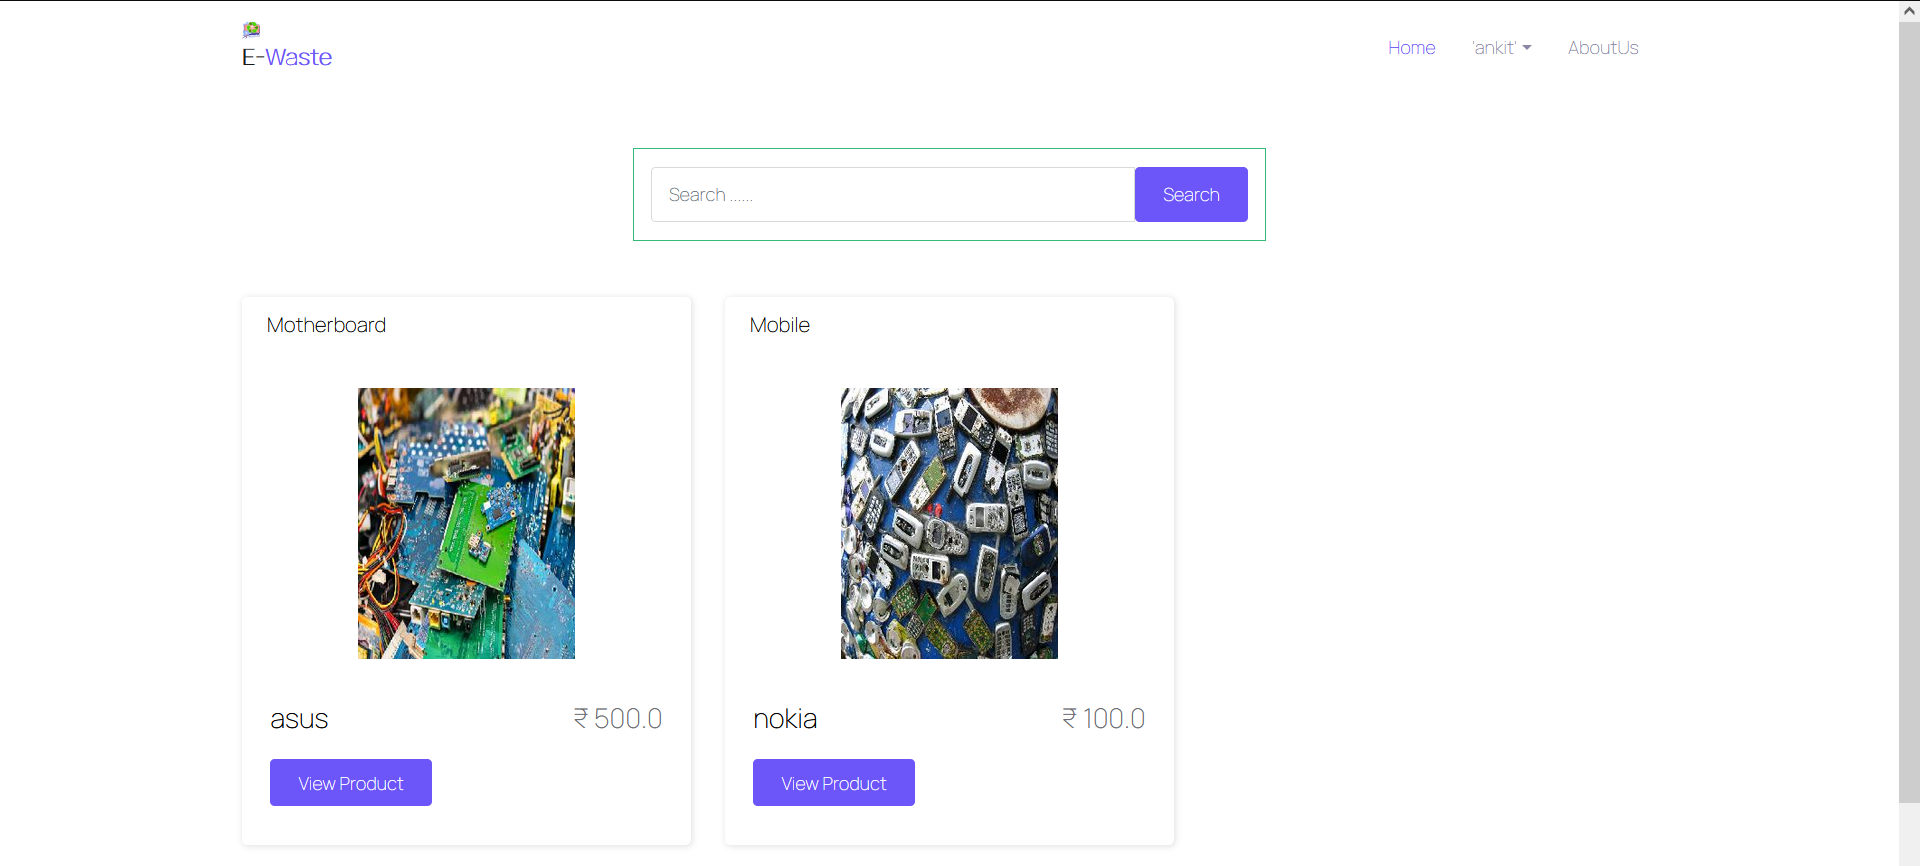 E-Waste
Home 'ankit' AboutUs
Search ...... Search
Motherboard
Mobile
asus ₹ 500.0
nokia ₹ 100.0
View Product
View Product